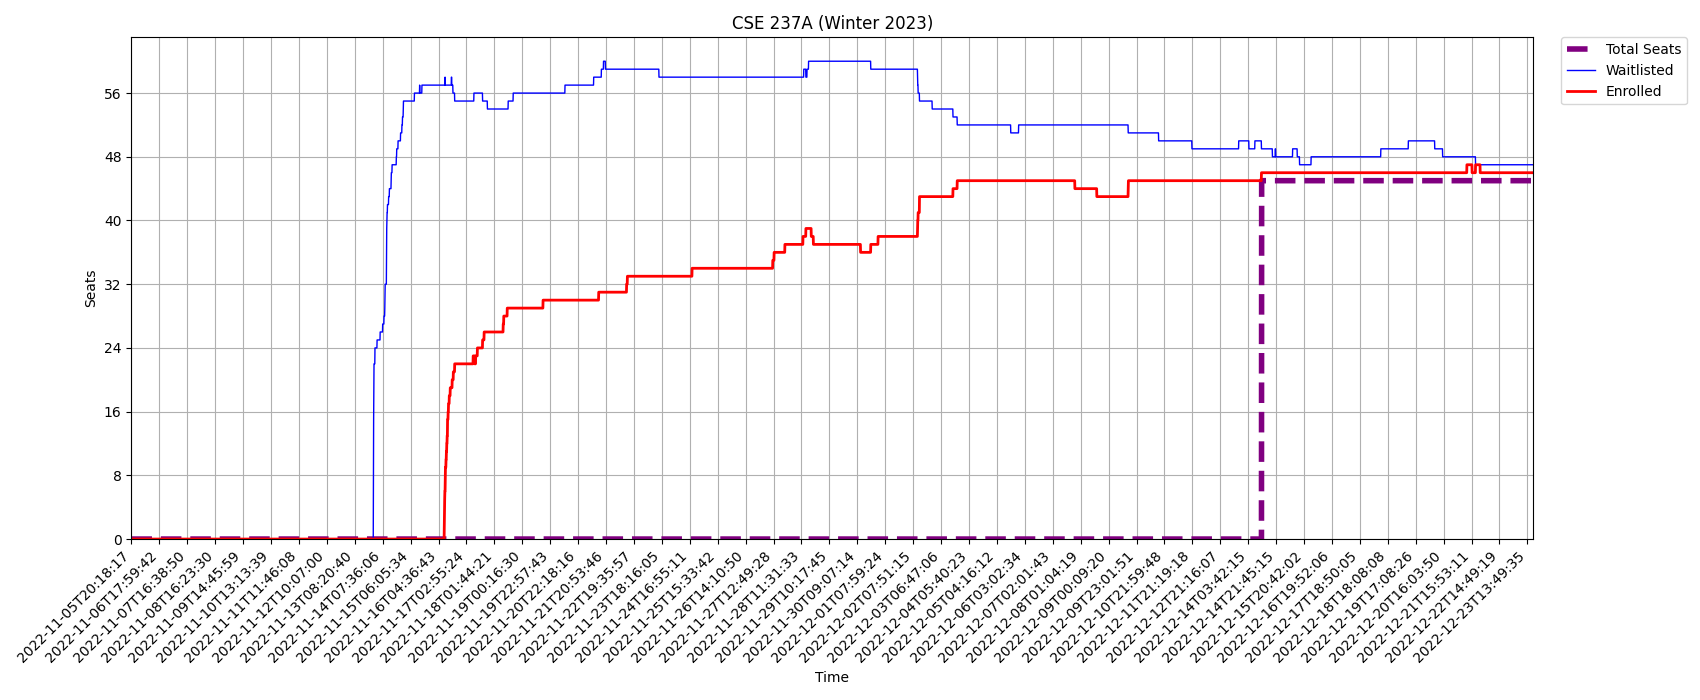 CSE 237A (Winter 2023)
Total Seats
Waitlisted
Enrolled
Seats
56
48
40
32
24
16
8
0
2022-11-05T20:18:17
2022-11-06T17:59:42
2022-11-07T16:38:50
2022-11-08T16:23:30
2022-11-09T14:45:59
2022-11-10T13:13:39
2022-11-11T11:46:08
2022-11-12T10:07:00
2022-11-13T08:20:40
2022-11-14T07:36:06
2022-11-15T06:05:34
2022-11-16T04:36:43
2022-11-17T02:55:24
2022-11-18T01:44:21
2022-11-19T00:16:30
2022-11-19T22:57:43
2022-11-20T22:18:16
2022-11-21T20:53:46
2022-11-22T19:35:57
2022-11-23T18:16:05
2022-11-24T16:55:11
2022-11-25T15:33:42
2022-11-26T14:10:50
2022-11-27T12:49:28
2022-11-28T11:31:33
2022-11-29T10:17:45
2022-11-30T09:07:14
2022-12-01T07:59:24
2022-12-02T07:51:15
2022-12-03T06:47:06
2022-12-04T05:40:23
2022-12-05T04:16:12
2022-12-06T03:02:34
2022-12-07T02:01:43
2022-12-08T01:04:19
2022-12-09T00:09:20
2022-12-09T23:01:51
2022-12-10T21:59:48
2022-12-11T21:19:18
2022-12-12T21:16:07
2022-12-14T03:42:15
2022-12-14T21:45:15
2022-12-15T20:42:02
2022-12-16T19:52:06
2022-12-17T18:50:05
2022-12-18T18:08:08
2022-12-19T17:08:26
2022-12-20T16:03:50
2022-12-21T15:53:11
2022-12-22T14:49:19
2022-12-23T13:49:35
Time